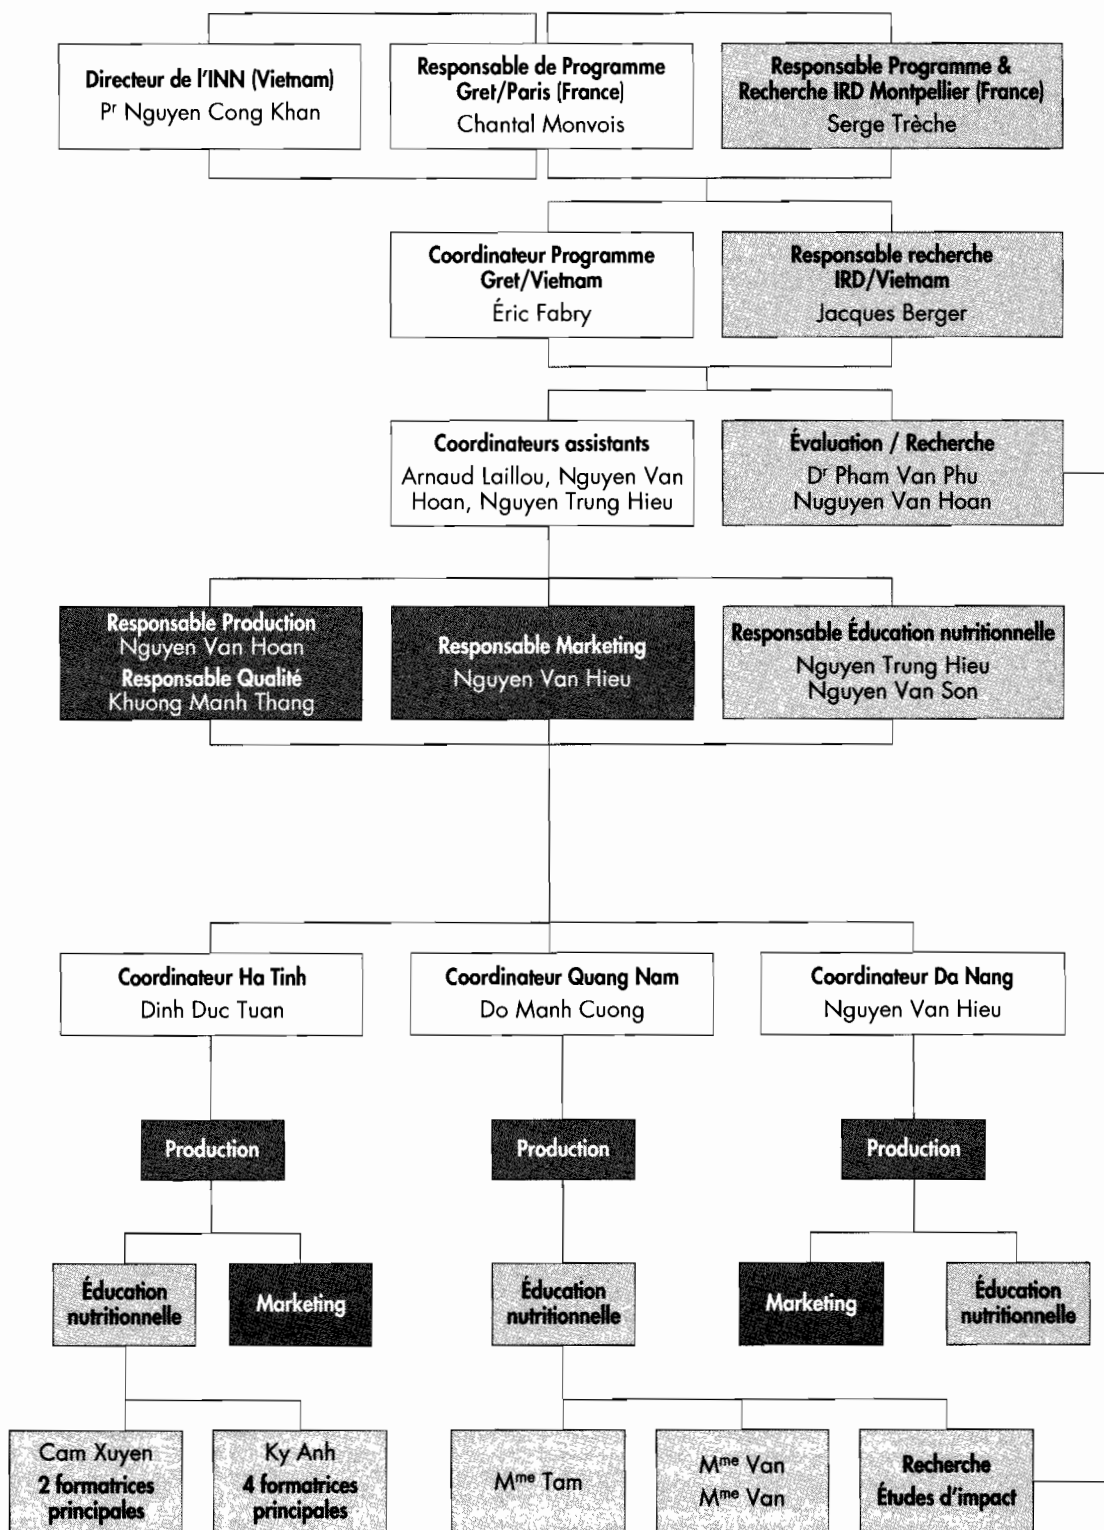 Directeur de l'INN (Vietnam)
Pr Nguyen Cong Khan
Responsable de Programme
Gret/Paris (France)
Chantal Monvois
Responsable Programme &
Recherche IRD Montpellier (France)
Serge Trèche
Coordinateur Programme
Gret/Vietnam
Éric Fabry
Responsable recherche
IRD/Vietnam
Jacques Berger
Coordinateurs assistants
Arnaud Laillou, Nguyen Van
Hoan, Nguyen Trung Hieu
Évaluation / Recherche
Dr Pham Van Phu
Nuguyen Van Hoan
Responsable Production
Nguyen Van Hoan
Responsable Qualité
Khuong Manh Thang
Responsable Marketing
Nguyen Van Hieu
Responsable Éducation nutritionnelle
Nguyen Trung Hieu
Nguyen Van Son
Coordinateur Ha Tinh
Dinh Duc Tuan
Coordinateur Quang Nam
Do Manh Cuong
Coordinateur Da Nang
Nguyen Van Hieu
Production
Production
Production
Éducation
nutritionnelle
Marketing
Éducation
nutritionnelle
Marketing
Éducation
nutritionnelle
Cam Xuyen
2 formatrices
principales
Ky Anh
4 formatrices
principales
Mme Tam
Mme Van
Mme Van
Recherche
Études d'impact